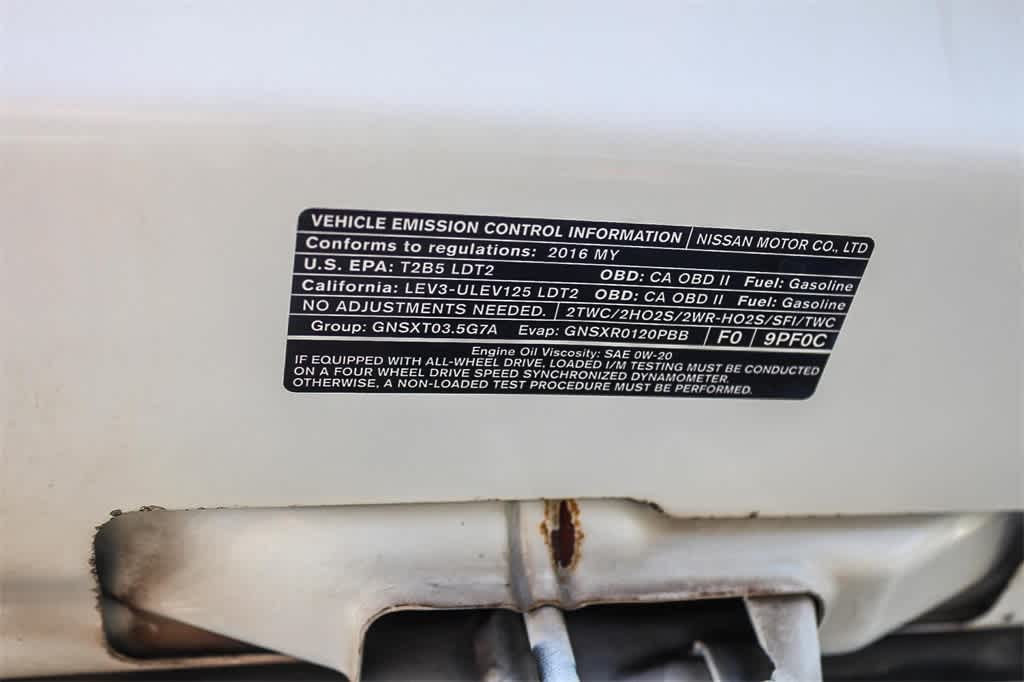 VEHICLE EMISSION CONTROL INFORMATION NISSAN MOTOR CO., LTD
Conforms to regulations: 2016 MY
U.S. EPA: T2B5 LDT2 OBD: CA OBD II Fuel: Gasoline
California: LEV3-ULEV125 LDT2 OBD: CA OBD II Fuel: Gasoline
NO ADJUSTMENTS NEEDED. 2TWC/2HO2S/2WR-HO2S/SFI/TWC
Group: GNSXT03.5G7A Evap: GNSXR0120PBB F0 9PF0C
Engine Oil Viscosity: SAE 0W-20
IF EQUIPPED WITH ALL-WHEEL DRIVE, LOADED I/M TESTING MUST BE CONDUCTED
ON A FOUR WHEEL DRIVE SPEED SYNCHRONIZED DYNAMOMETER.
OTHERWISE, A NON-LOADED TEST PROCEDURE MUST BE PERFORMED.